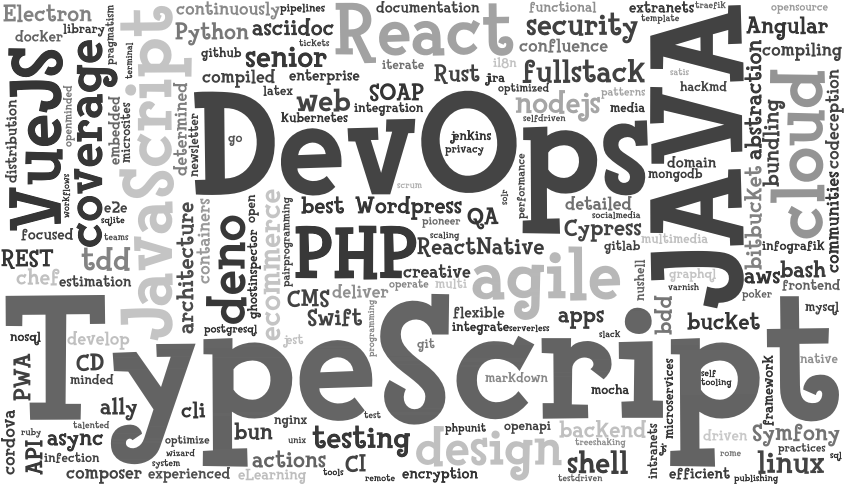 Electron
library
pragmatism
terminal
JavaScript
continuously
pipelines
documentation
functional
extranets
traefik
opensource
template
docker
Python
asciidoc
React
security
JAVA
Angular
github
tickets
confluence
compiling
VueJS
coverage
senior
iterate
il8n
fullstack
satis
abstraction
cloud
compiled
enterprise
Rust
jra
hackmd
bundling
codeception
determined
latex
web
SOAP
optimized
nodejs
patterns
distribution
openminded
embedded
microsites
newsletter
DevOps
integration
media
Kubernetes
selfdriven
go
jenkins
privacy
domain
mongodb
bitbucket
communities
workflows
performance
scrum
solr
e2e
sqlite
teams
containers
architecture
deno
ghostinspector
open
ecommerce
pairprogramming
best
Wordpress
pioneer
QA
detailed
socialmedia
focused
scaling
Cypress
gitlab
multimedia
infografik
REST
tdd
PHP
ReactNative
chef
estimation
creative
agile
nushell
graphql
aws
bash
operate
multi
varnish
frontend
CMS
deliver
poker
TypeScript
Swift
programming
flexible
integrate
serverless
apps
bdd
bucket
mysql
postgresql
slack
nosql
develop
jest
git
PWA
CD
minded
markdown
mocha
self
tooling
native
microservices
framework
cordova
a11y
cli
test
talented
nginx
ruby
API
async
optimize
bun
unix
testing
phpunit
openapi
backend
treeshaking
intranets
driven
Symfony
infection
wizard
design
practices
git
rome
sql
system
actions
CI
shell
linux
composer
experienced
eLearning
tools
remote
encryption
testdriven
efficient
publishing